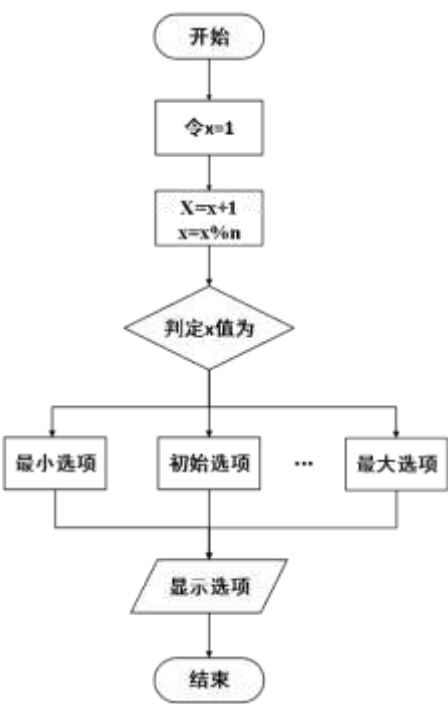 开始
令x=1
X=x+1
x=x%n
判定x值为
最小选项
初始选项
...
最大选项
显示选项
结束